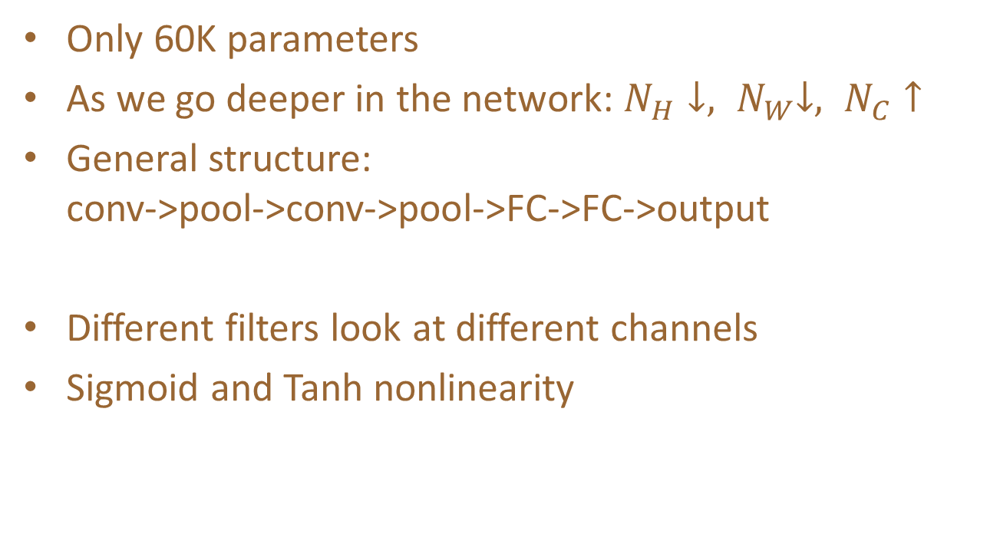 • Only 60K parameters
• As we go deeper in the network: N_H ↓, N_W↓, N_C ↑
• General structure:
conv->pool->conv->pool->FC->FC->output
• Different filters look at different channels
• Sigmoid and Tanh nonlinearity